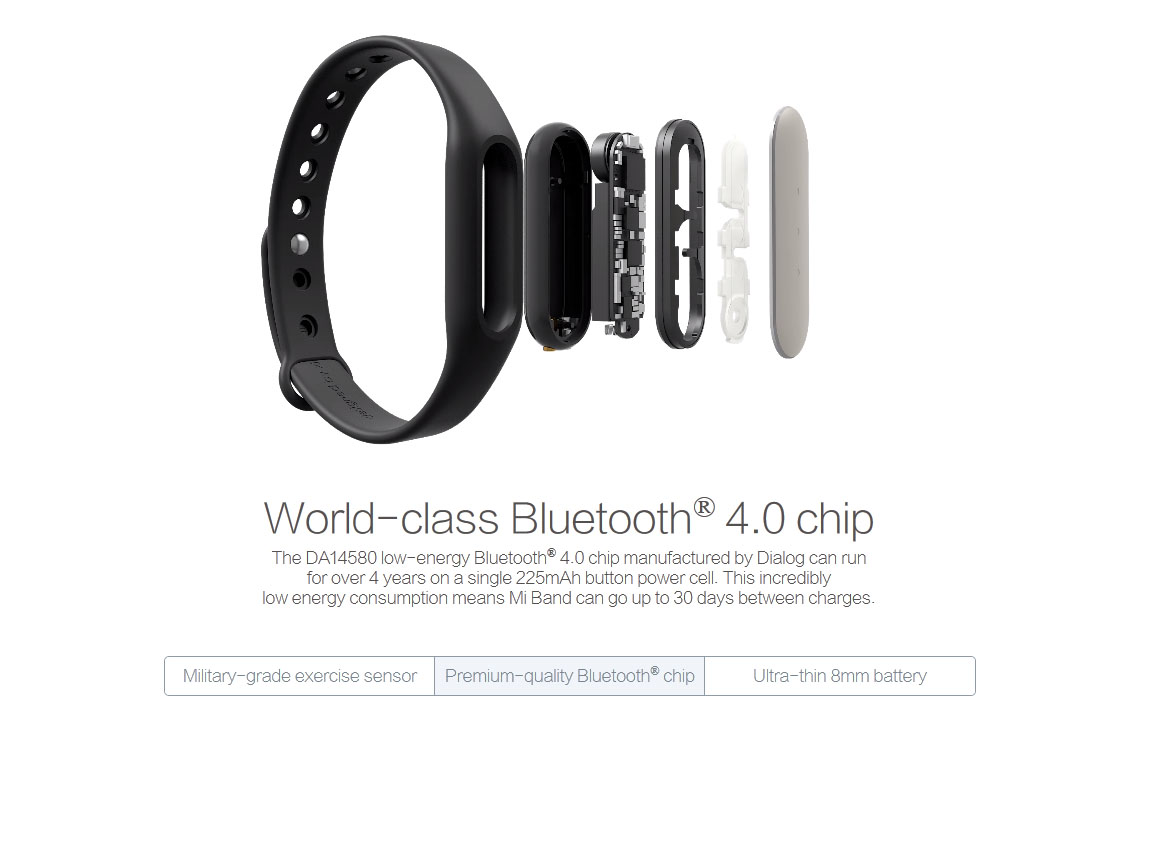 World-class Bluetooth® 4.0 chip
The DA14580 low-energy Bluetooth® 4.0 chip manufactured by Dialog can run
for over 4 years on a single 225mAh button power cell. This incredibly
low energy consumption means Mi Band can go up to 30 days between charges.
Military-grade exercise sensor
Premium-quality Bluetooth® chip
Ultra-thin 8mm battery